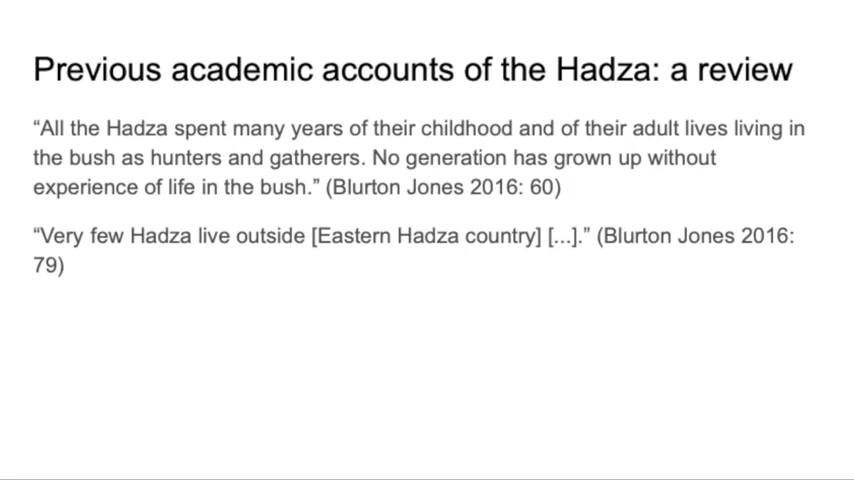 Previous academic accounts of the Hadza: a review
“All the Hadza spent many years of their childhood and of their adult lives living in
the bush as hunters and gatherers. No generation has grown up without
experience of life in the bush.” (Blurton Jones 2016: 60)
“Very few Hadza live outside [Eastern Hadza country] [...].” (Blurton Jones 2016:
79)